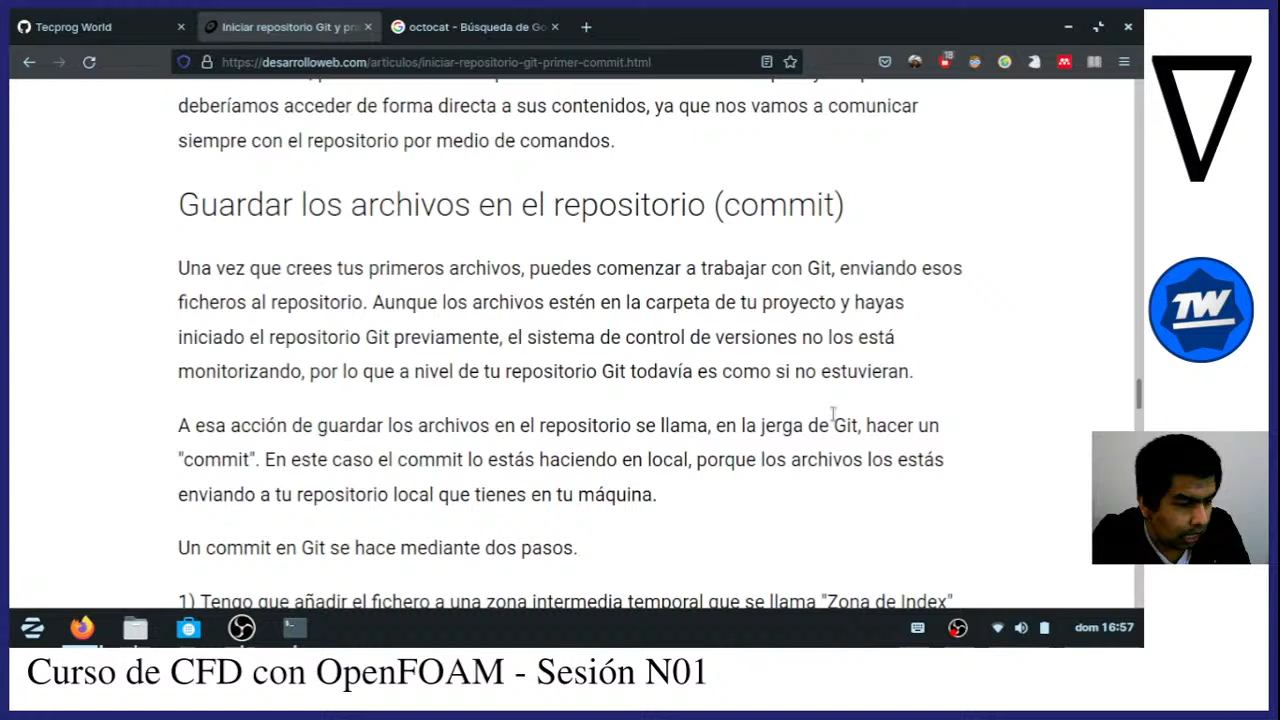 Tecprog World
Iniciar repositorio Git y pr
octocat - Búsqueda de Go
https://desarrolloweb.com/articulos/iniciar-repositorio-git-primer-commit.html
18
deberíamos acceder de forma directa a sus contenidos, ya que nos vamos a comunicar
siempre con el repositorio por medio de comandos.
Guardar los archivos en el repositorio (commit)
Una vez que crees tus primeros archivos, puedes comenzar a trabajar con Git, enviando esos
ficheros al repositorio. Aunque los archivos estén en la carpeta de tu proyecto y hayas
iniciado el repositorio Git previamente, el sistema de control de versiones no los está
monitorizando, por lo que a nivel de tu repositorio Git todavía es como si no estuvieran.
A esa acción de guardar los archivos en el repositorio se llama, en la jerga de Git, hacer un
"commit". En este caso el commit lo estás haciendo en local, porque los archivos los estás
enviando a tu repositorio local que tienes en tu máquina.
Un commit en Git se hace mediante dos pasos.
1) Tengo que añadir el fichero a una zona intermedia temporal que se llama "Zona de Index"
TW
dom 16:57
Curso de CFD con OpenFOAM - Sesión N01